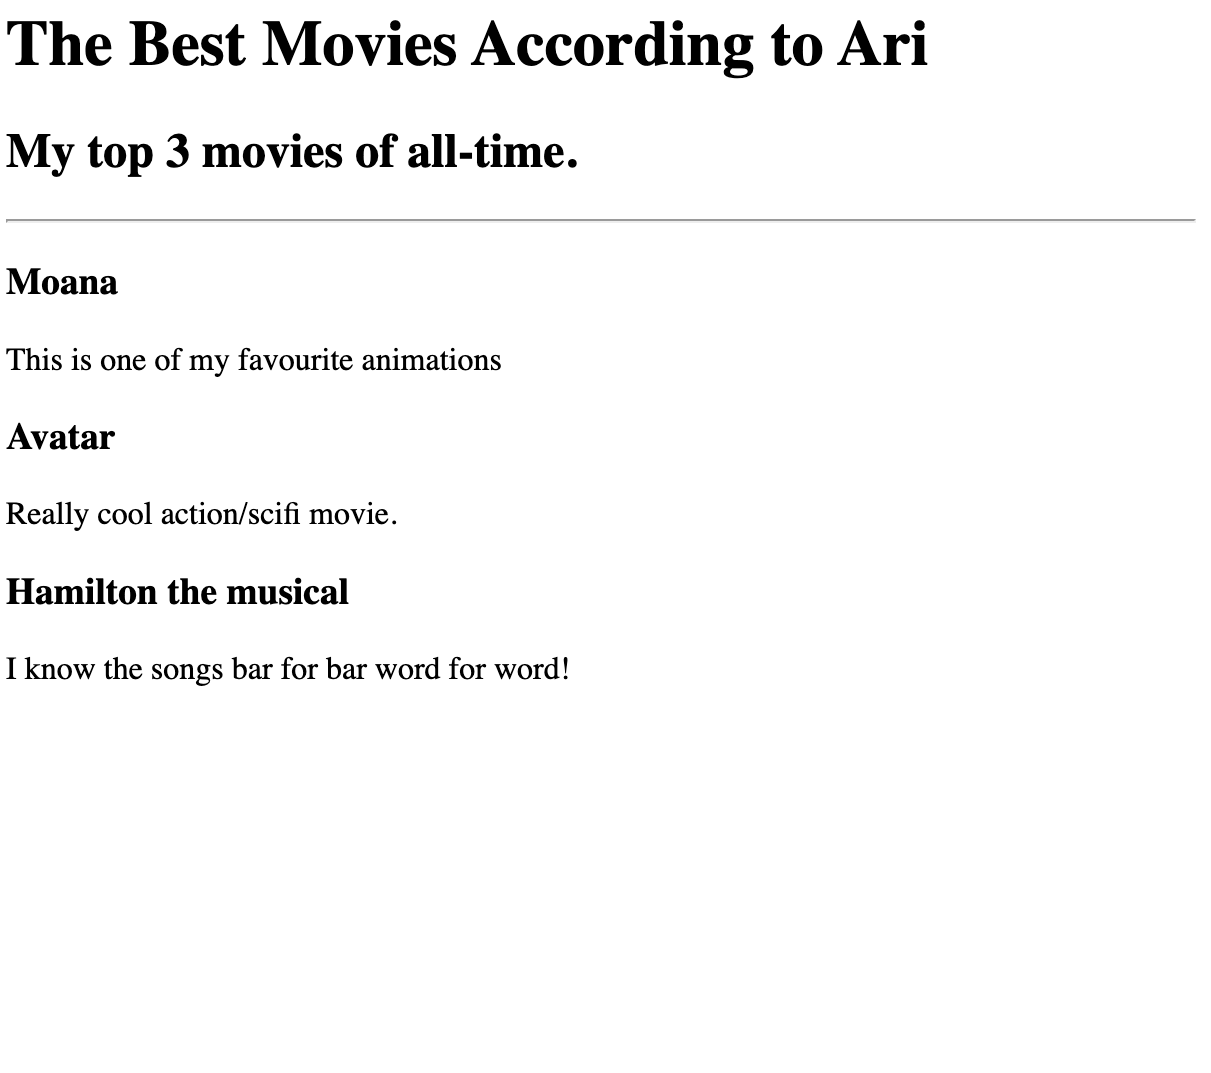 The Best Movies According to Ari
My top 3 movies of all-time.
Moana
This is one of my favourite animations
Avatar
Really cool action/scifi movie.
Hamilton the musical
I know the songs bar for bar word for word!